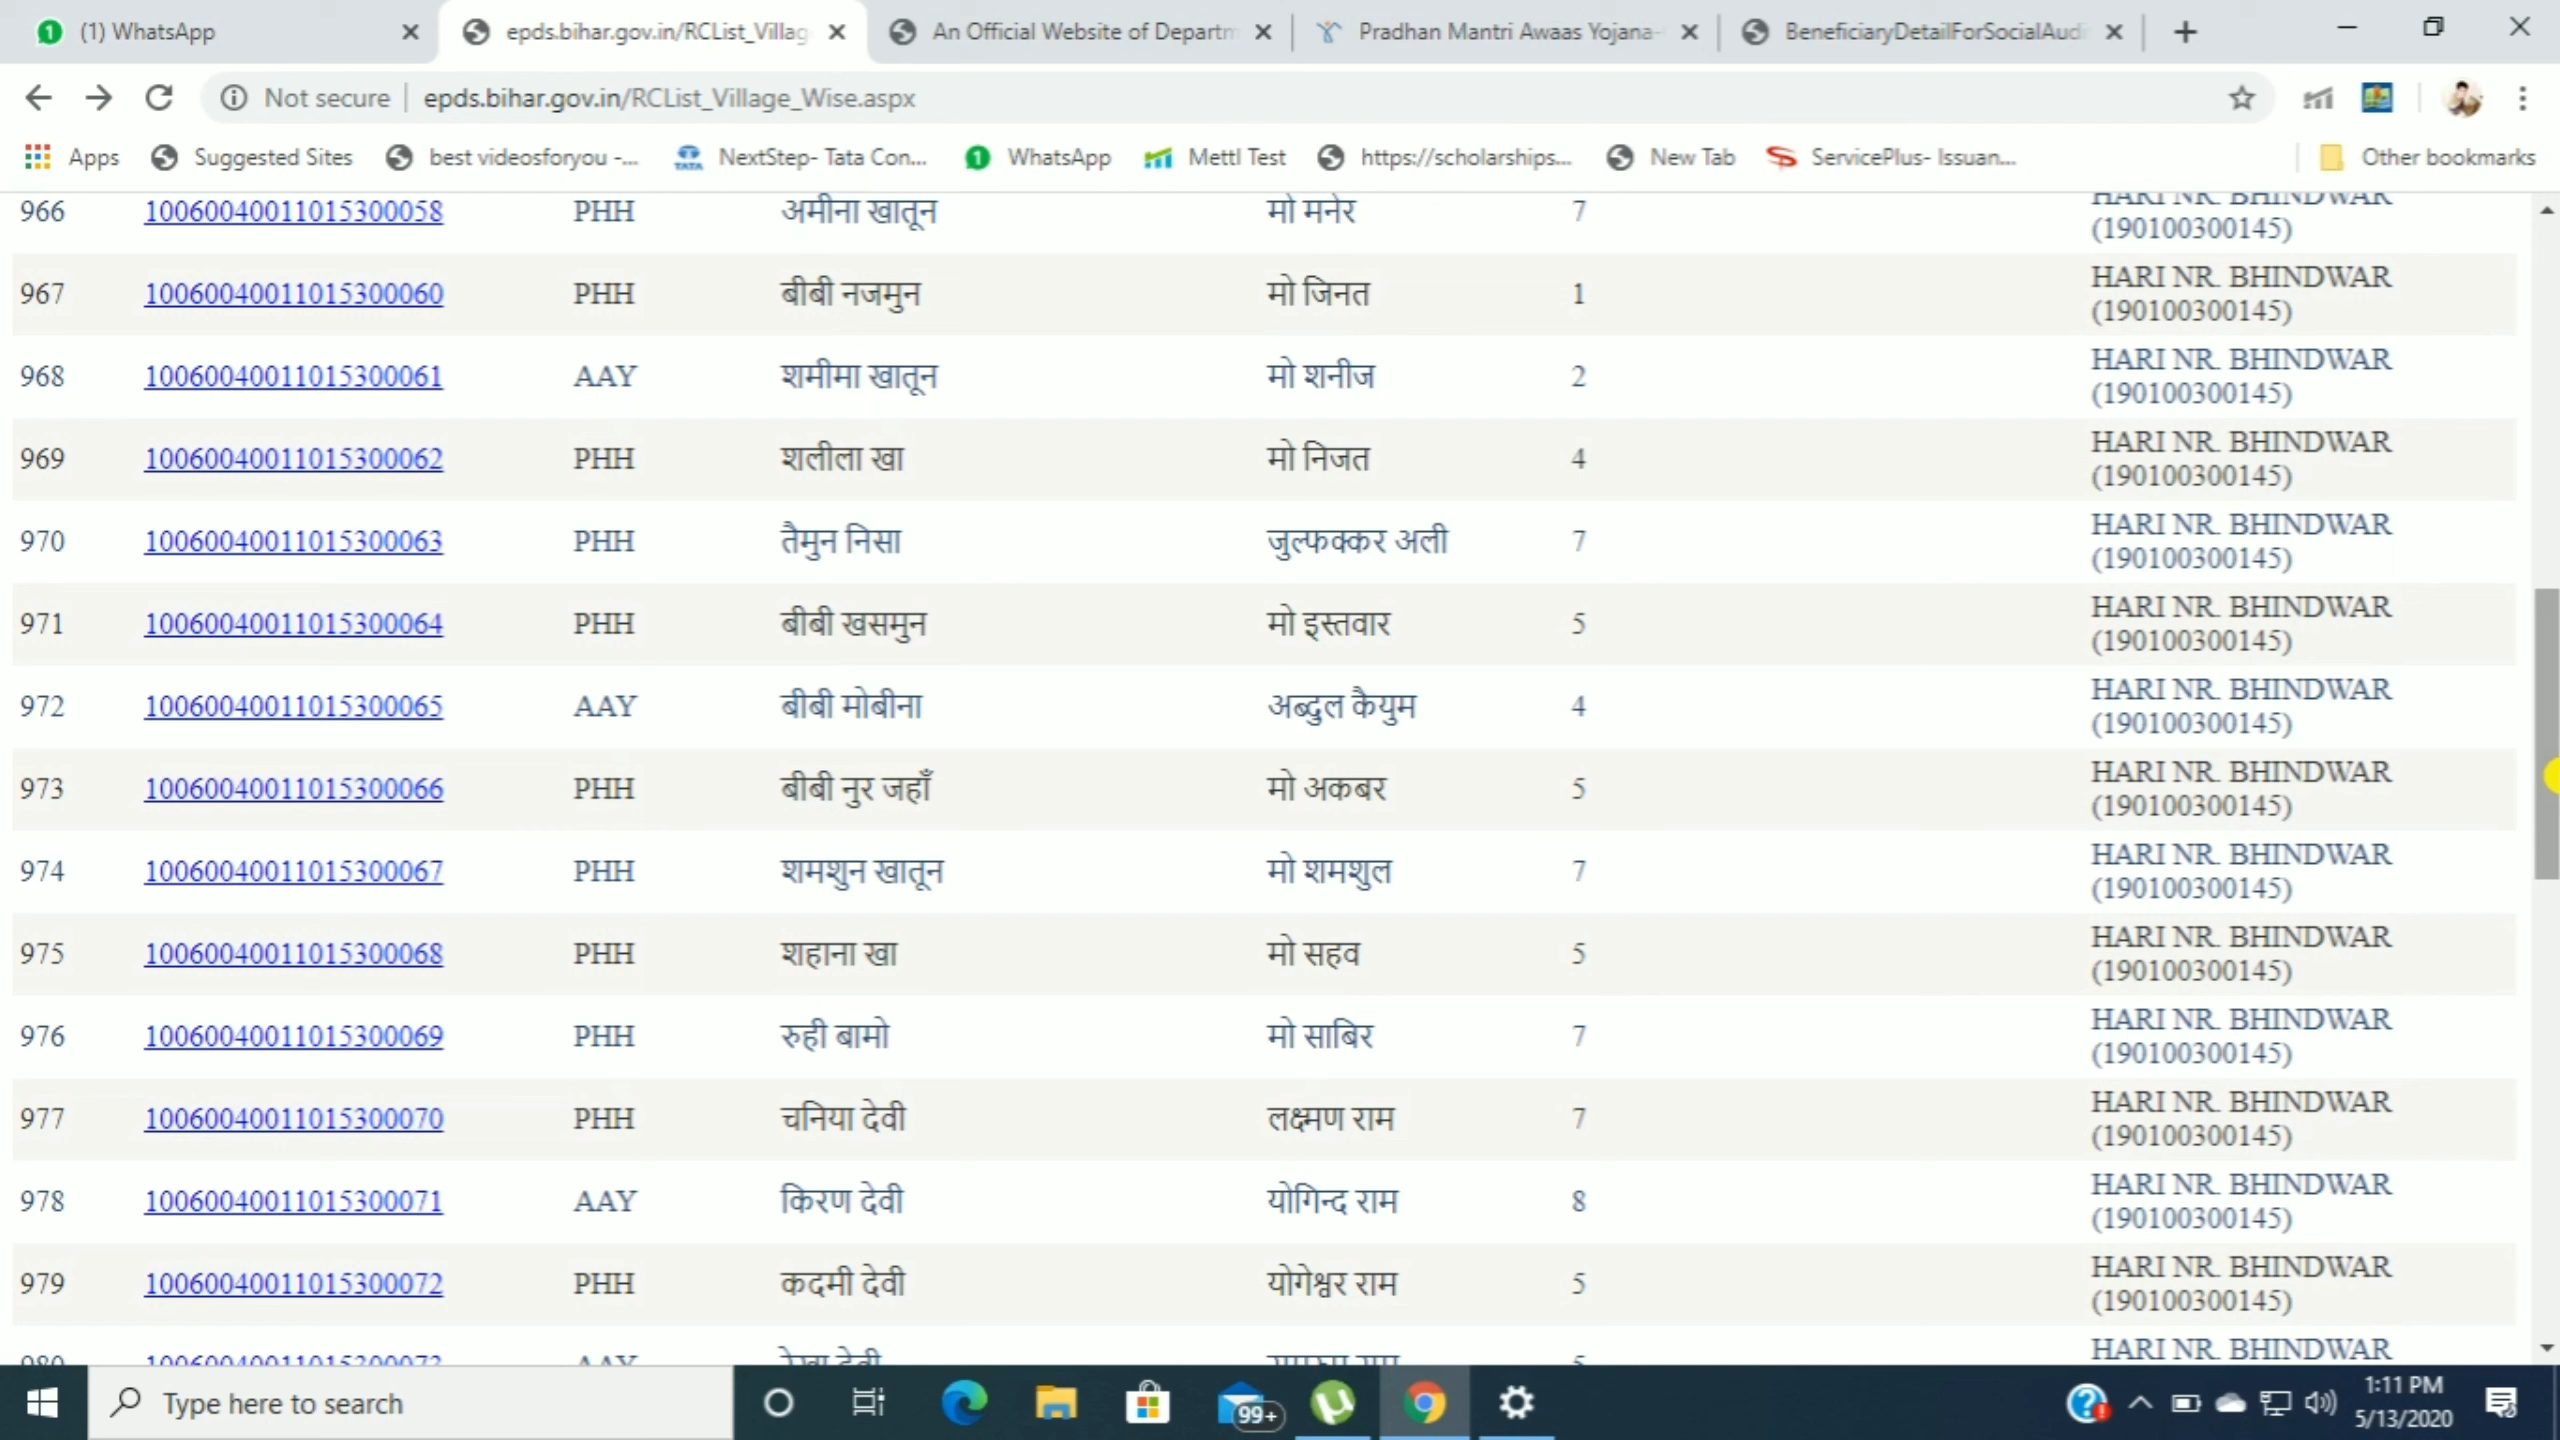 (1) WhatsApp
epds.bihar.gov.in/RCList_Villag
An Official Website of Departm
Pradhan Mantri Awaas Yojana-
BeneficiaryDetailForSocialAudi
Not secure
epds.bihar.gov.in/RCList_Village_Wise.aspx
Apps
Suggested Sites
best videosforyou -...
NextStep- Tata Con...
WhatsApp
Mettl Test
https://scholarships...
New Tab
ServicePlus- Issuan...
Other bookmarks
966 10060040011015300058 PHH अमीना खातून मो मनेर 7 HARI NR. BHINDWAR
(190100300145)
967 10060040011015300060 PHH बीबी नजमुन मो जिनत 1 HARI NR. BHINDWAR
(190100300145)
968 10060040011015300061 AAY शमीमा खातून मो शनीज 2 HARI NR. BHINDWAR
(190100300145)
969 10060040011015300062 PHH शलीला खा मो निजत 4 HARI NR. BHINDWAR
(190100300145)
970 10060040011015300063 PHH तैमुन निसा जुल्फक्कर अली 7 HARI NR. BHINDWAR
(190100300145)
971 10060040011015300064 PHH बीबी खसमुन मो इस्तवार 5 HARI NR. BHINDWAR
(190100300145)
972 10060040011015300065 AAY बीबी मोबीना अब्दुल कैयुम 4 HARI NR. BHINDWAR
(190100300145)
973 10060040011015300066 PHH बीबी नुर जहाँ मो अकबर 5 HARI NR. BHINDWAR
(190100300145)
974 10060040011015300067 PHH शमशुन खातून मो शमशुल 7 HARI NR. BHINDWAR
(190100300145)
975 10060040011015300068 PHH शहाना खा मो सहव 5 HARI NR. BHINDWAR
(190100300145)
976 10060040011015300069 PHH रुही बामो मो साबिर 7 HARI NR. BHINDWAR
(190100300145)
977 10060040011015300070 PHH चनिया देवी लक्ष्मण राम 7 HARI NR. BHINDWAR
(190100300145)
978 10060040011015300071 AAY किरण देवी योगिन्द राम 8 HARI NR. BHINDWAR
(190100300145)
979 10060040011015300072 PHH कदमी देवी योगेश्वर राम 5 HARI NR. BHINDWAR
(190100300145)
980 10060040011015300073 AAY रेखा देवी HARI NR. BHINDWAR
Type here to search
99+
1:11 PM
5/13/2020